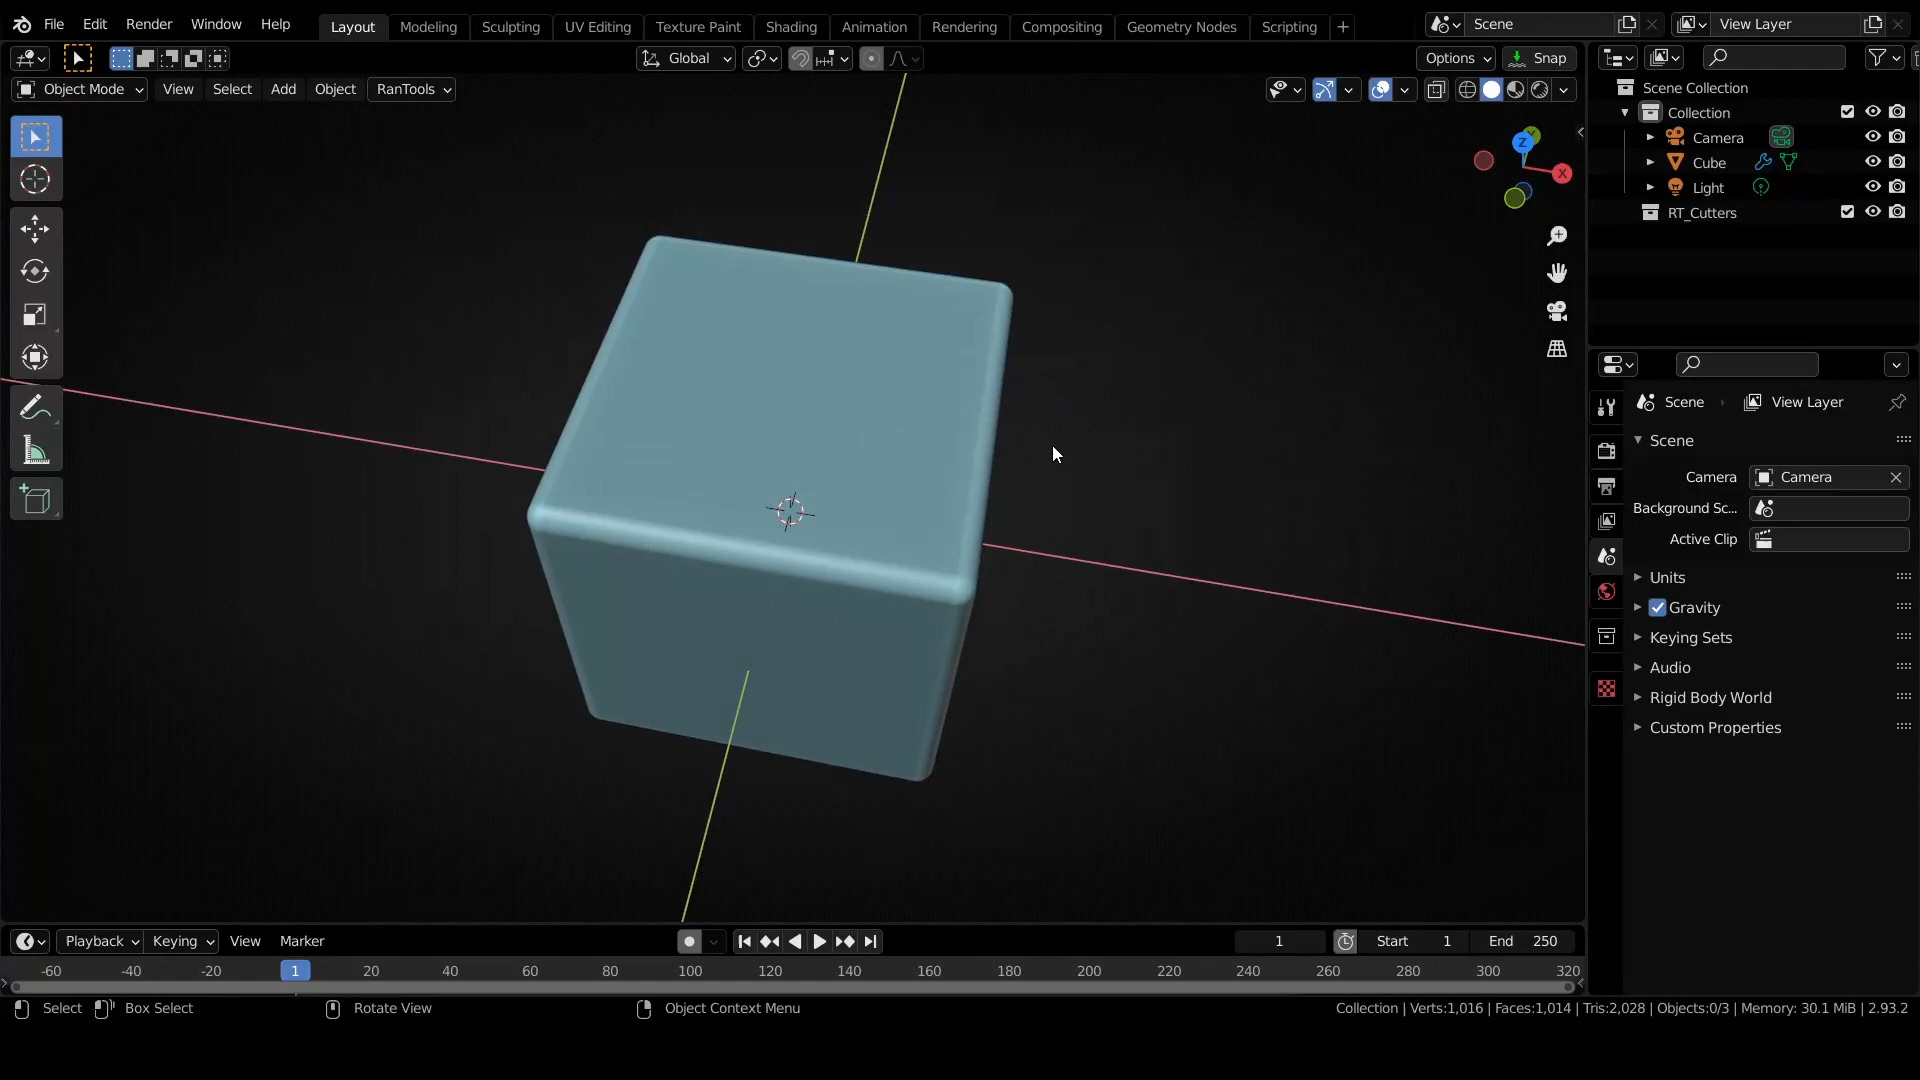 File Edit Render Window Help Layout Modeling Sculpting UV Editing Texture Paint Shading Animation Rendering Compositing Geometry Nodes Scripting + Scene View Layer
Global Options Snap
Object Mode View Select Add Object RanTools
Scene Collection
Collection
Camera
Cube
Light
RT_Cutters
Z
X
Scene View Layer
Scene
Camera Camera
Background Sc...
Active Clip
Units
Gravity
Keying Sets
Audio
Rigid Body World
Custom Properties
Playback Keying View Marker 1 Start 1 End 250
-60 -40 -20 1 20 40 60 80 100 120 140 160 180 200 220 240 260 280 300 320
Select Box Select Rotate View Object Context Menu Collection | Verts:1,016 | Faces:1,014 | Tris:2,028 | Objects:0/3 | Memory: 30.1 MiB | 2.93.2